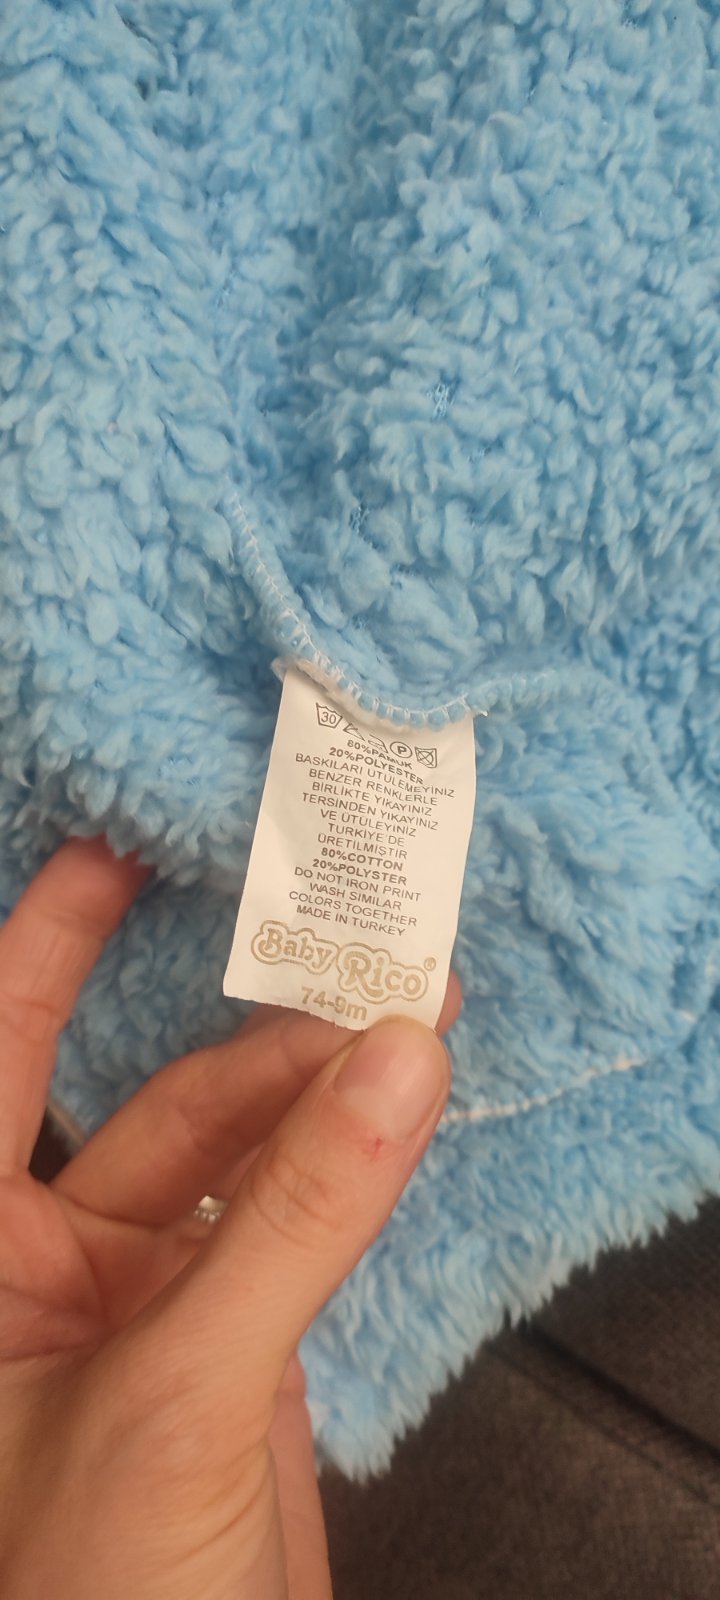 30 P
80%PAMUK
20%POLYESTER
BASKILARI ÜTÜLEMEYİNİZ
BENZER RENKLERLE
BİRLİKTE YIKAYINIZ
TERSİNDEN YIKAYINIZ
VE ÜTÜLEYİNİZ
TÜRKİYE'DE
ÜRETİLMİŞTİR
80%COTTON
20%POLYSTER
DO NOT IRON PRINT
WASH SIMILAR
COLORS TOGETHER
MADE IN TURKEY
Baby Rico®
74-9m